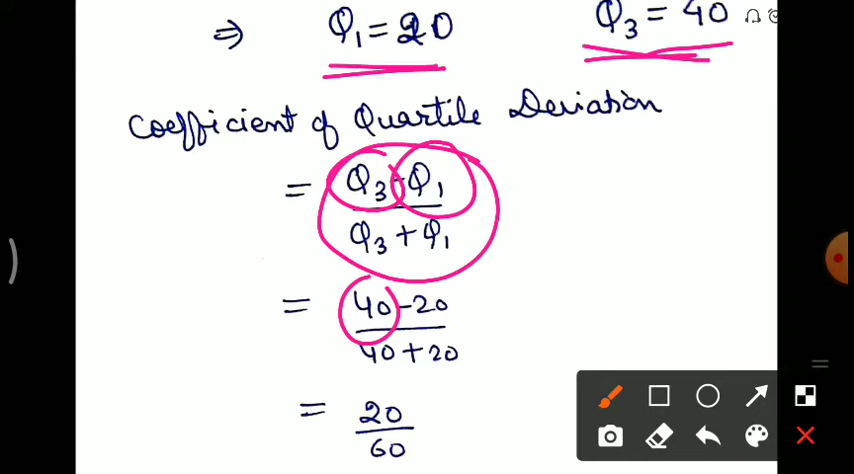 ⇒ Q₁ = 20 Q₃ = 40
Coefficient of Quartile Deviation
= Q₃ - Q₁
Q₃ + Q₁
= 40 - 20
40 + 20
= 20
60